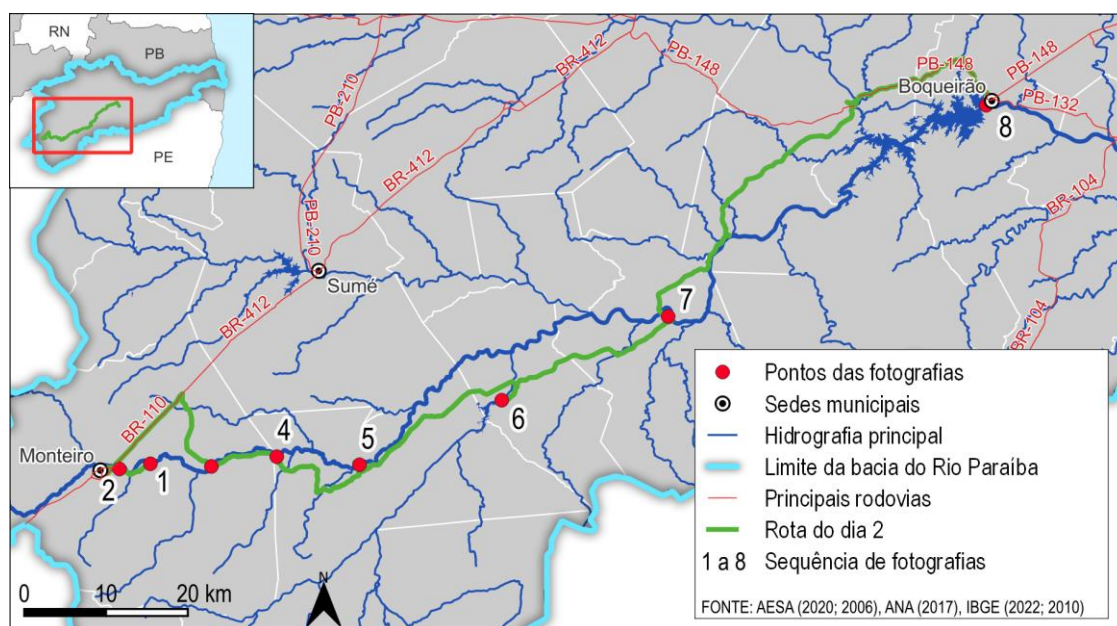 RN
PB
PE
BR-412
PB-148
PB-148
PB-148
PB-132
Boqueirão
8
PB-210
BR-412
PB-210
Sumé
BR-412
BR-104
BR-104
7
6
BR-110
Monteiro
2
1
4
5
Pontos das fotografias
Sedes municipais
Hidrografia principal
Limite da bacia do Rio Paraíba
Principais rodovias
Rota do dia 2
1 a 8 Sequência de fotografias
FONTE: AESA (2020; 2006), ANA (2017), IBGE (2022; 2010)
0 10 20 km
N